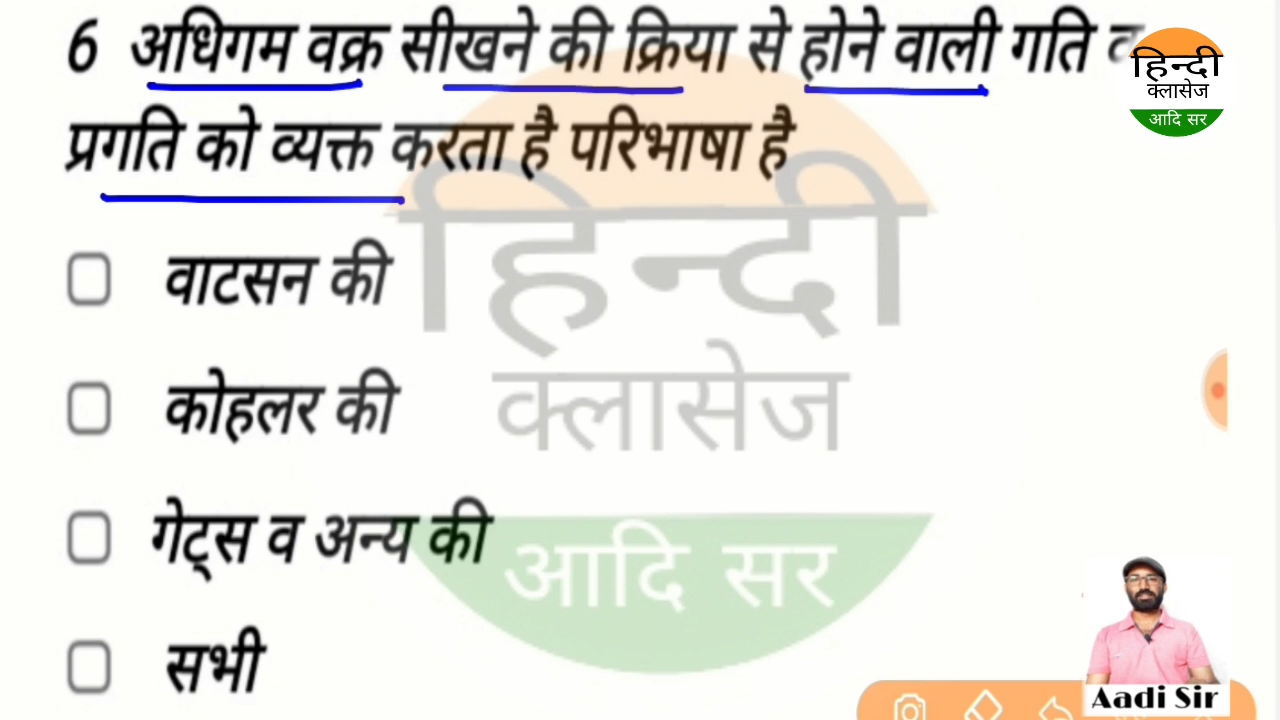 6 अधिगम वक्र सीखने की क्रिया से होने वाली गति
प्रगति को व्यक्त करता है परिभाषा है
वाटसन की
कोहलर की
गेट्स व अन्य की
सभी
हिन्दी
क्लासेज
आदि सर
हिन्दी
क्लासेज
आदि सर
Aadi Sir